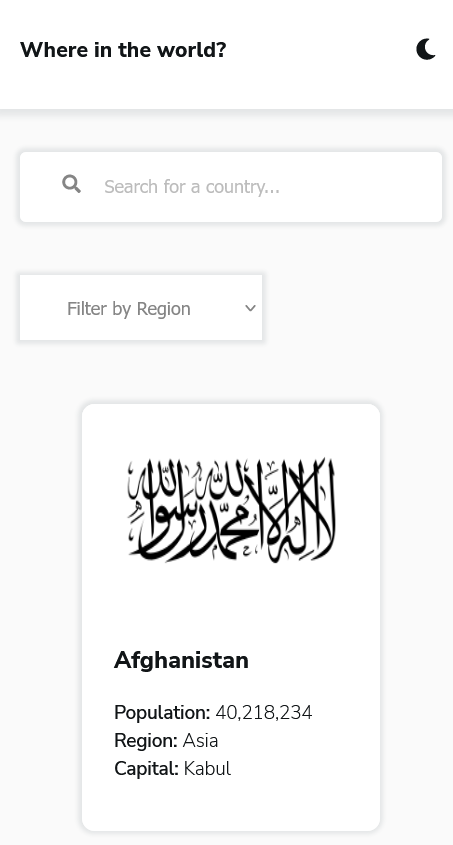 Where in the world?
Search for a country...
Filter by Region
لا إله إلا الله محمد رسول الله
Afghanistan
Population: 40,218,234
Region: Asia
Capital: Kabul